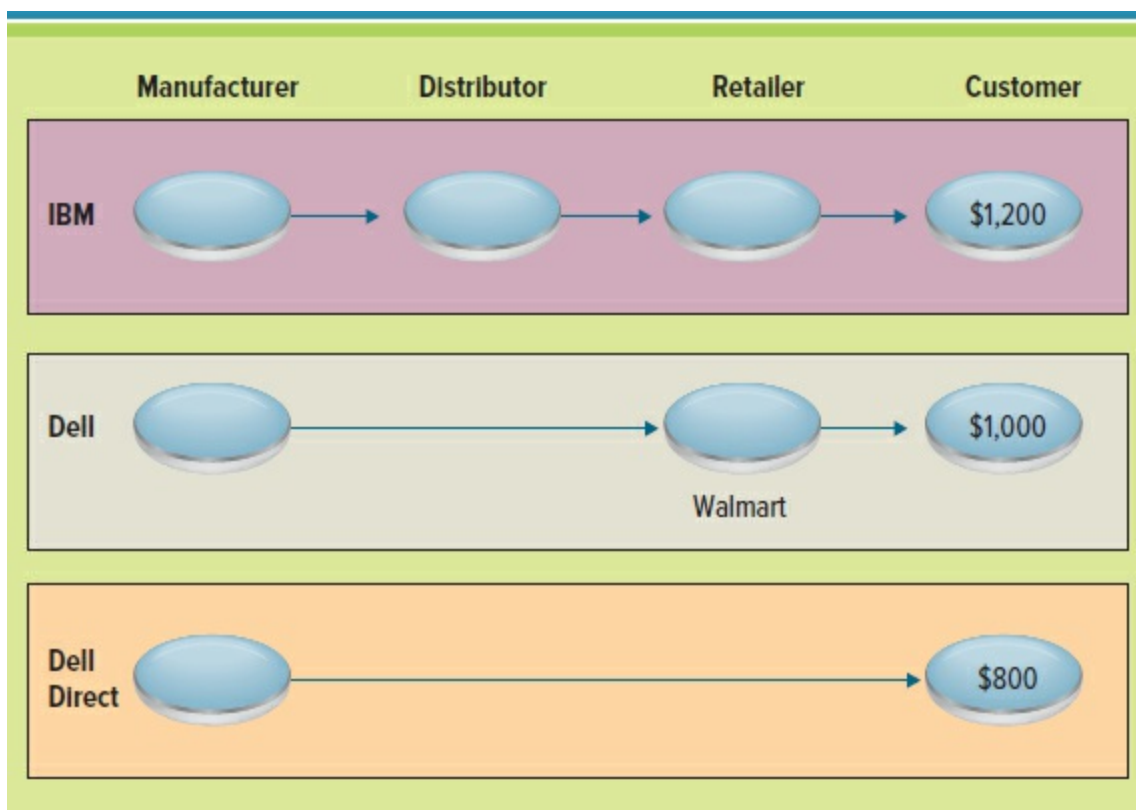 Manufacturer Distributor Retailer Customer
IBM $1,200
Dell $1,000
Walmart
Dell
Direct
$800